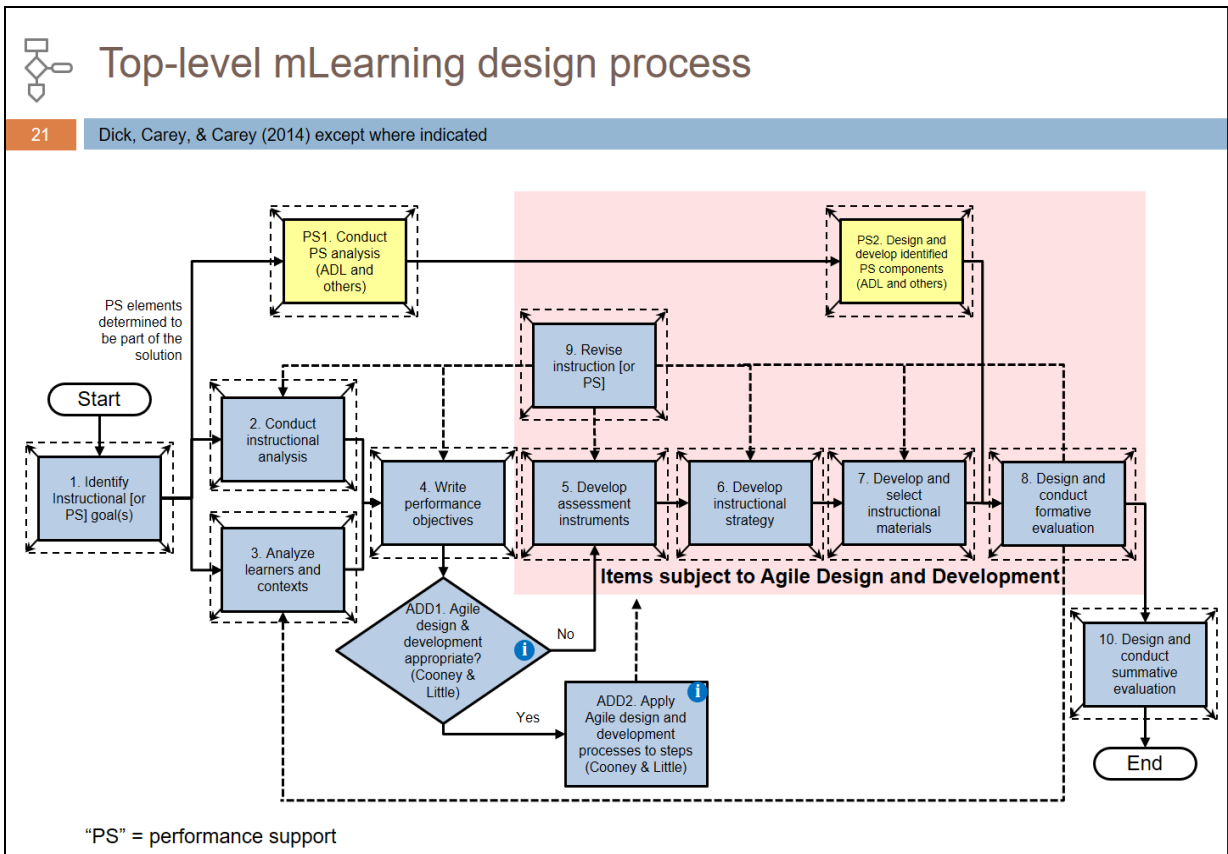 Top-level mLearning design process
21
Dick, Carey, & Carey (2014) except where indicated
PS1. Conduct
PS analysis
(ADL and
others)
PS2. Design and
develop identified
PS components
(ADL and others)
PS elements
determined to
be part of the
solution
9. Revise
instruction [or
PS]
Start
2. Conduct
instructional
analysis
1. Identify
Instructional [or
PS] goal(s)
4. Write
performance
objectives
5. Develop
assessment
instruments
6. Develop
instructional
strategy
7. Develop and
select
instructional
materials
8. Design and
conduct
formative
evaluation
3. Analyze
learners and
contexts
Items subject to Agile Design and Development
ADD1. Agile
design &
development
appropriate?
(Cooney &
Little)
i
No
Yes
ADD2. Apply
Agile design and
development
processes to steps
(Cooney & Little)
i
10. Design and
conduct
summative
evaluation
End
“PS” = performance support